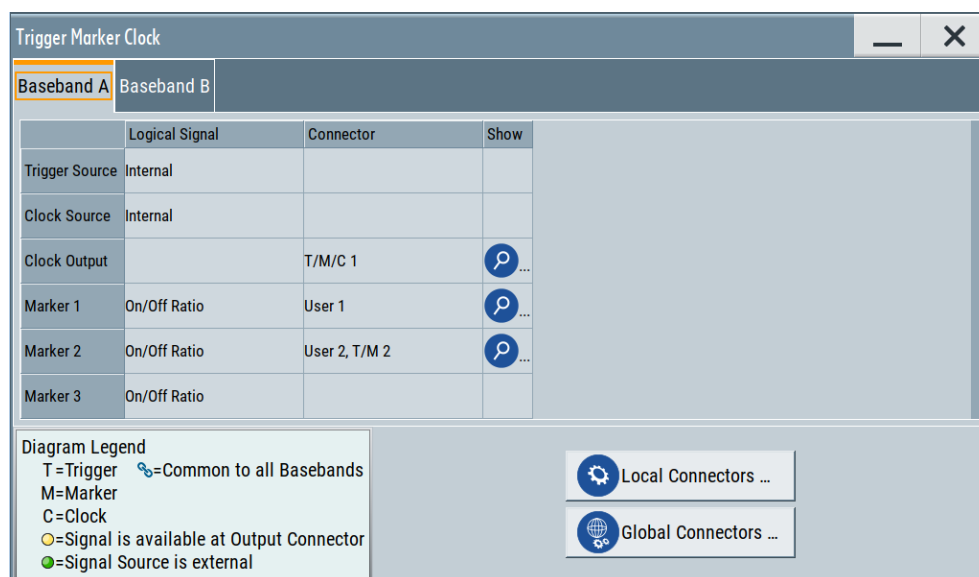 Trigger Marker Clock
Baseband A Baseband B
Logical Signal Connector Show
Trigger Source Internal
Clock Source Internal
Clock Output T/M/C 1 ...
Marker 1 On/Off Ratio User 1 ...
Marker 2 On/Off Ratio User 2, T/M 2 ...
Marker 3 On/Off Ratio
Diagram Legend
T=Trigger =Common to all Basebands
M=Marker
C=Clock
=Signal is available at Output Connector
=Signal Source is external
Local Connectors ...
Global Connectors ...